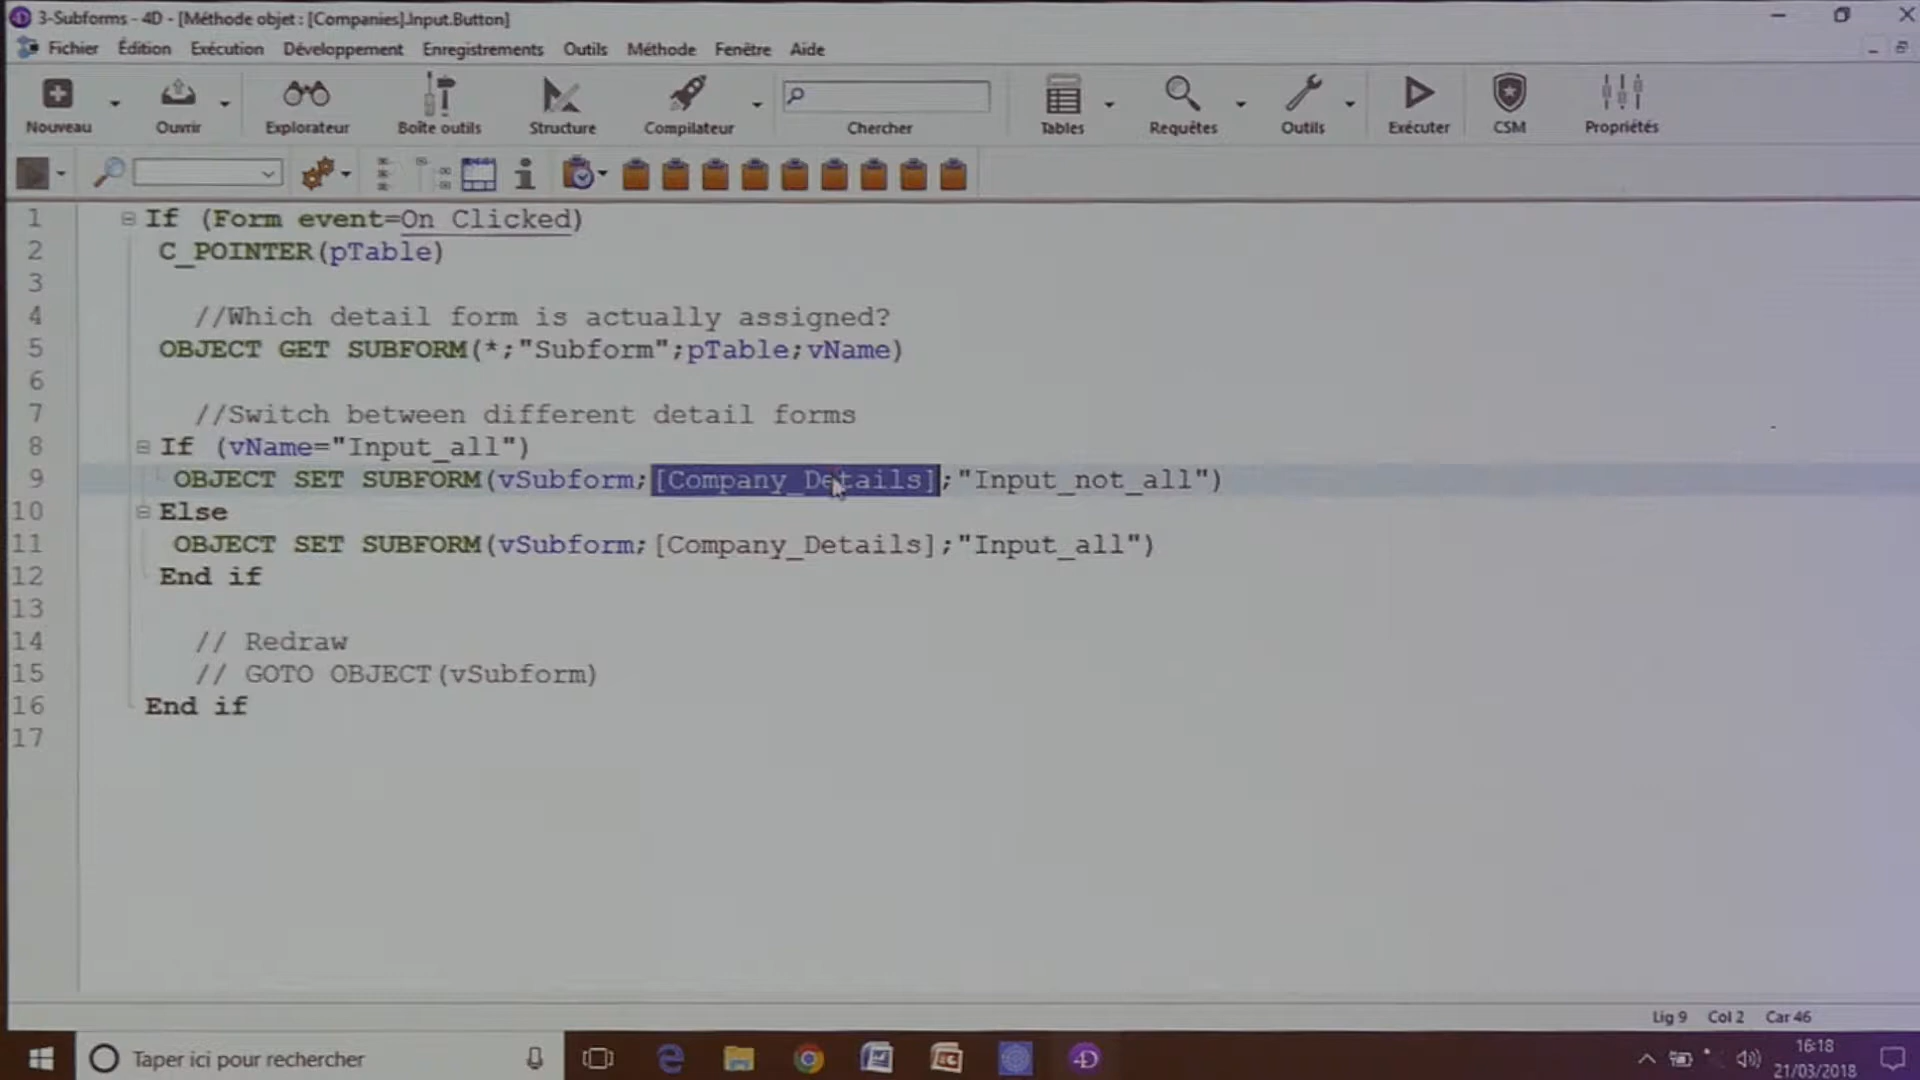 3-Subforms - 4D - [Méthode objet : [Companies].Input.Button]
Fichier Édition Exécution Développement Enregistrements Outils Méthode Fenêtre Aide
Nouveau Ouvrir Explorateur Boîte outils Structure Compilateur Chercher Tables Requêtes Outils Exécuter CSM Propriétés
1 If (Form event=On Clicked)
2 C_POINTER(pTable)
3
4 //Which detail form is actually assigned?
5 OBJECT GET SUBFORM(*;"Subform";pTable;vName)
6
7 //Switch between different detail forms
8 If (vName="Input_all")
9 OBJECT SET SUBFORM(vSubform;[Company_Details];"Input_not_all")
10 Else
11 OBJECT SET SUBFORM(vSubform;[Company_Details];"Input_all")
12 End if
13
14 // Redraw
15 // GOTO OBJECT(vSubform)
16 End if
17
Lig 9 Col 2 Car 46
Taper ici pour rechercher
4D
16:18
21/03/2018